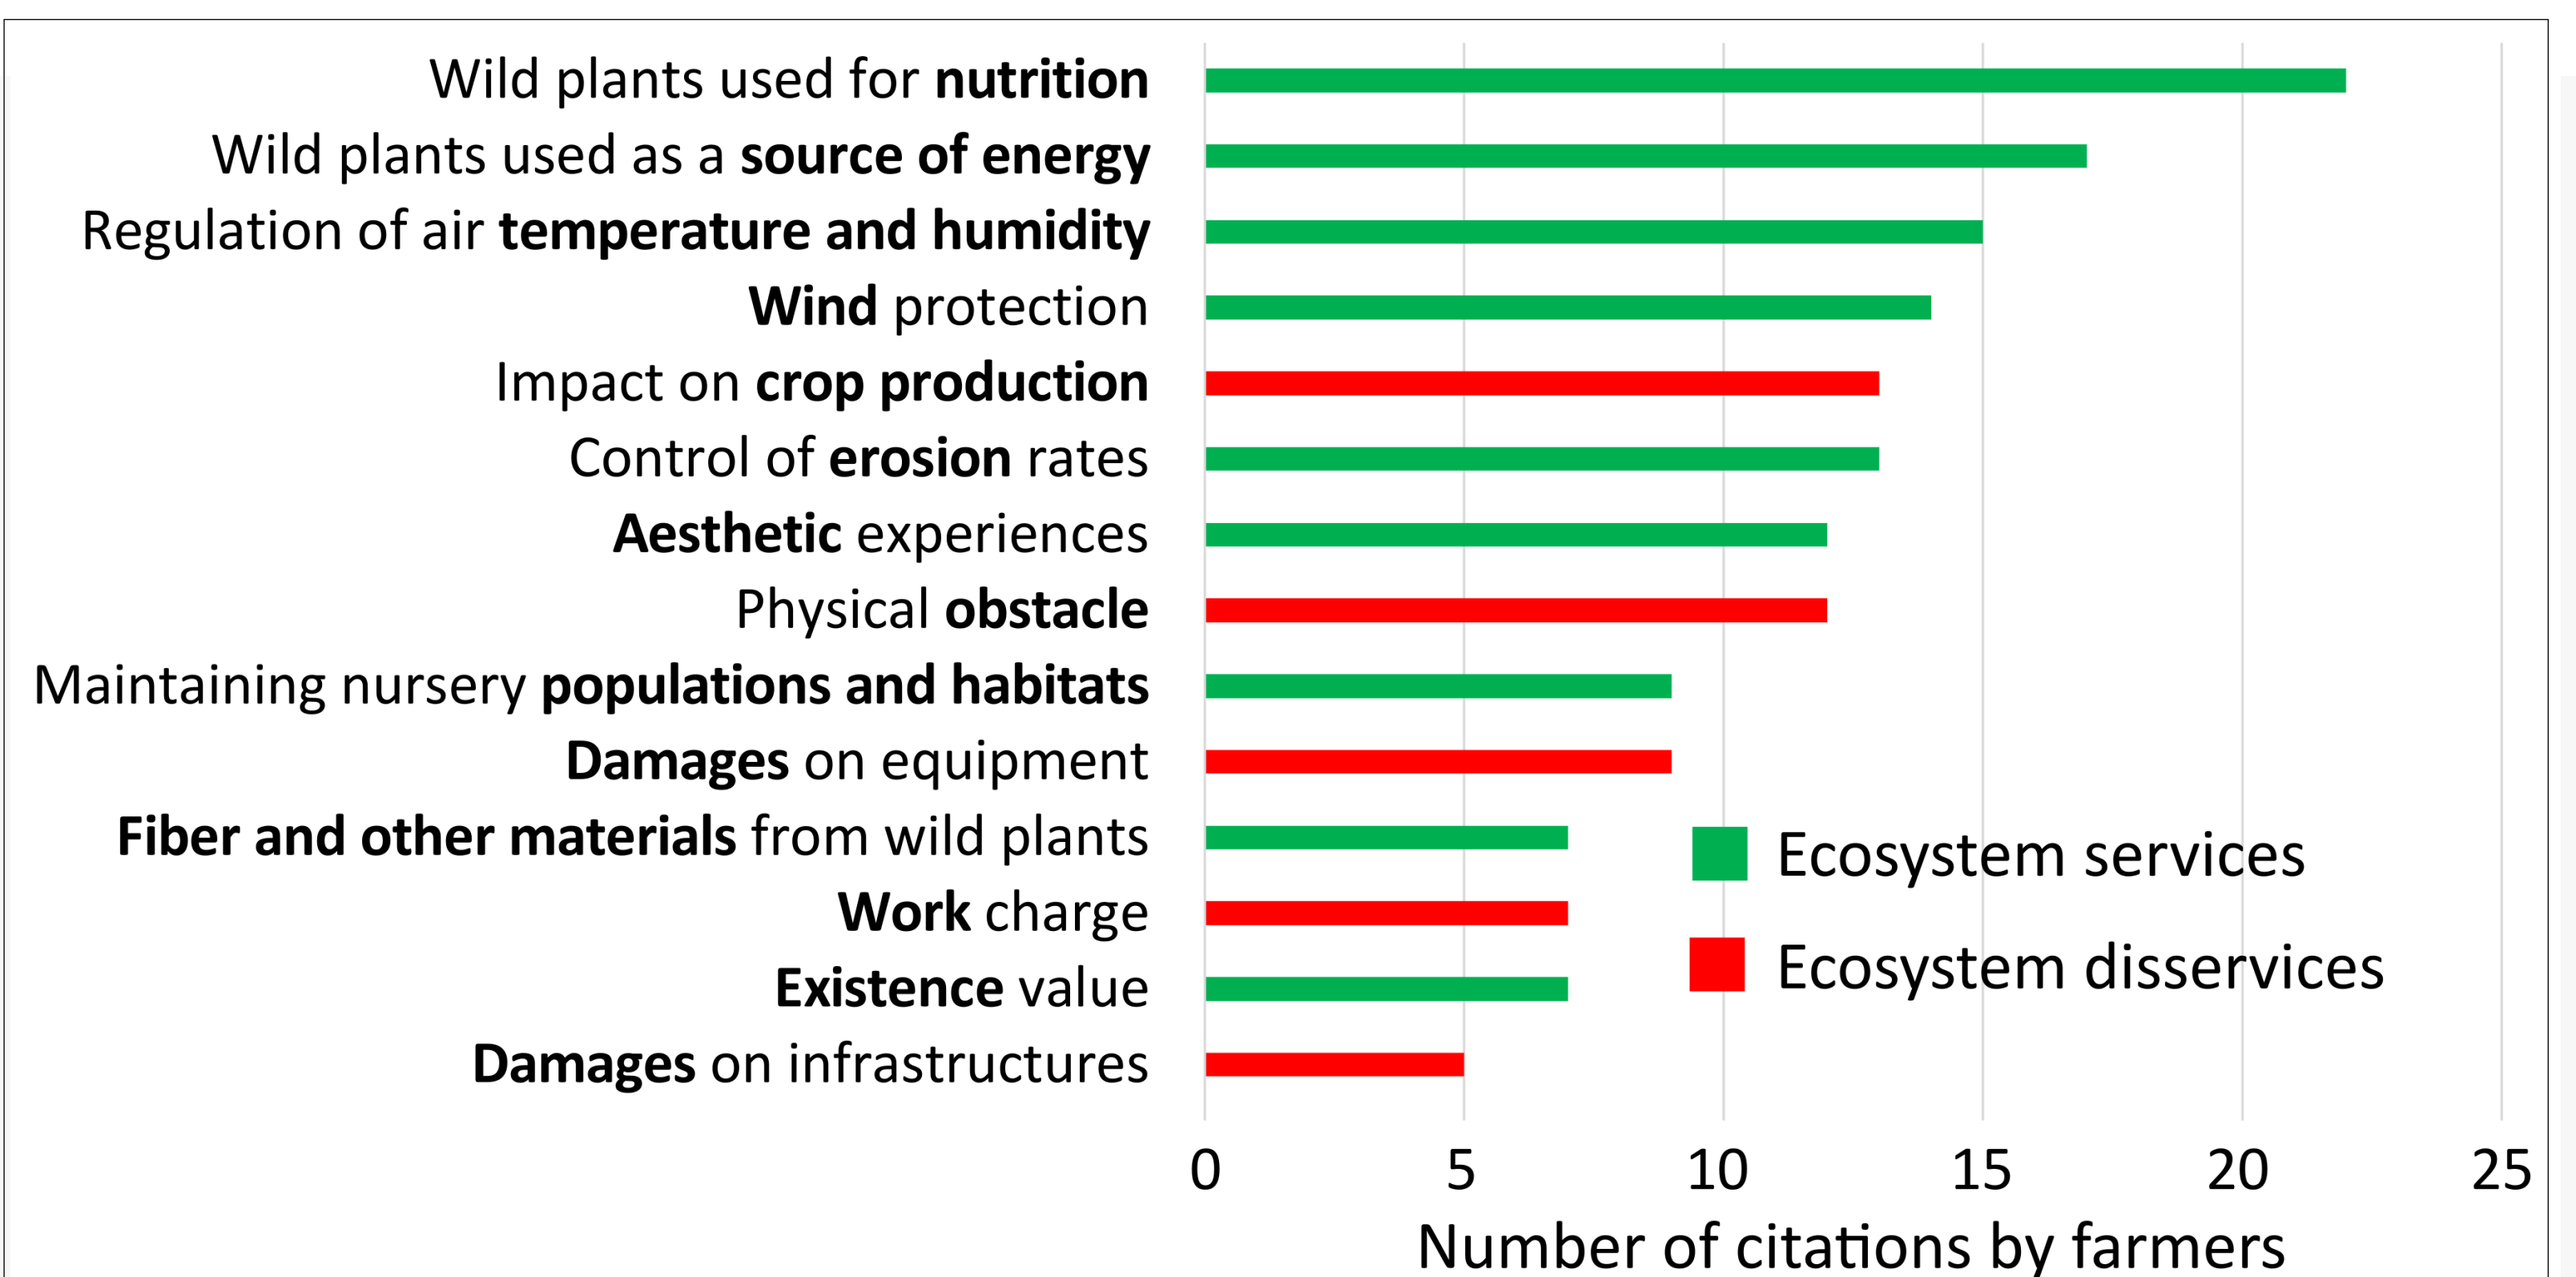 Wild plants used for nutrition
Wild plants used as a source of energy
Regulation of air temperature and humidity
Wind protection
Impact on crop production
Control of erosion rates
Aesthetic experiences
Physical obstacle
Maintaining nursery populations and habitats
Damages on equipment
Fiber and other materials from wild plants
Work charge
Existence value
Damages on infrastructures
Ecosystem services
Ecosystem disservices
0 5 10 15 20 25
Number of citations by farmers